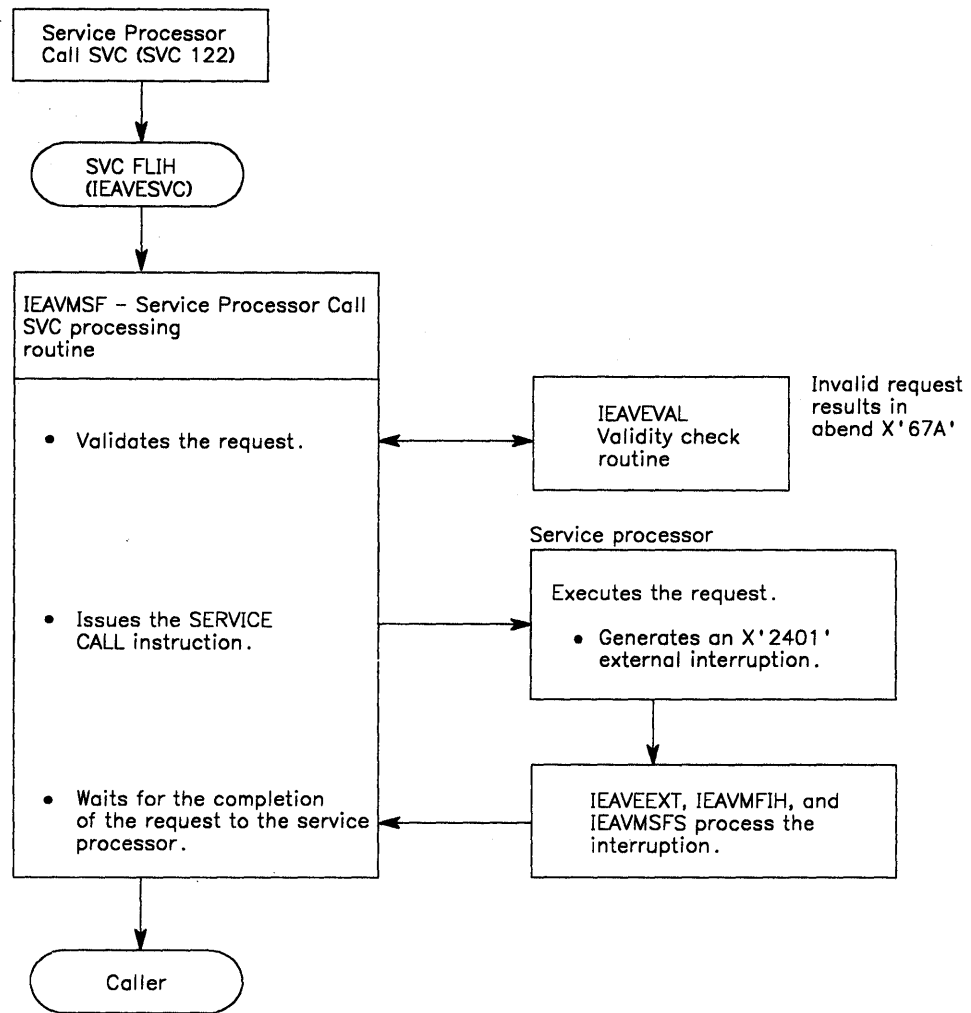 Service Processor
Call SVC (SVC 122)
SVC FLIH
(IEAVESVC)
IEAVMSF – Service Processor Call
SVC processing
routine
• Validates the request.
IEAVEVAL
Validity check
routine
Invalid request
results in
abend X'67A'
Service processor
• Issues the SERVICE
CALL instruction.
Executes the request.
• Generates an X'2401'
external interruption.
• Waits for the completion
of the request to the service
processor.
IEAVEEXT, IEAVMFIH, and
IEAVMSFS process the
interruption.
Caller